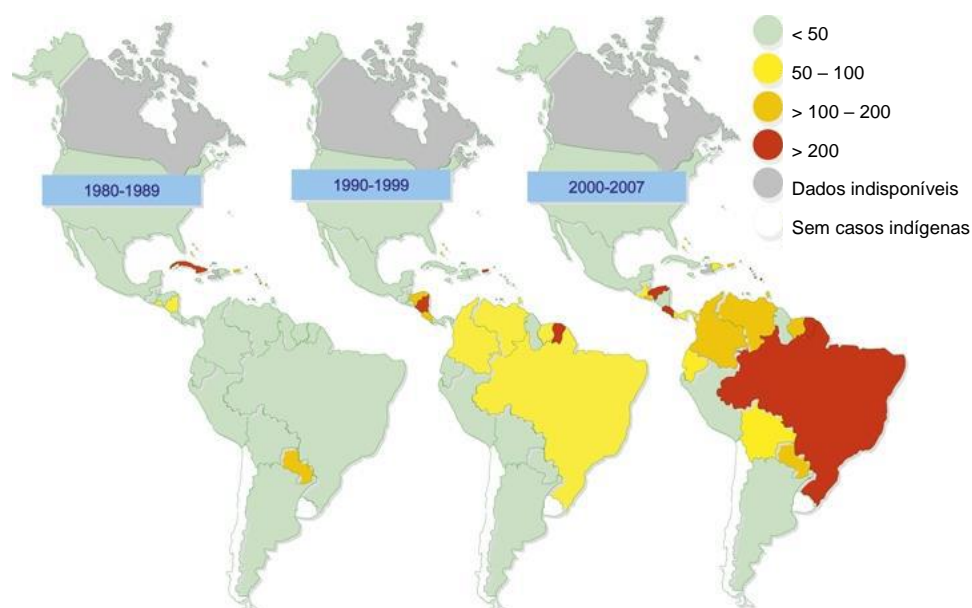 < 50
50 – 100
> 100 – 200
> 200
Dados indisponíveis
Sem casos indígenas
1980-1989
1990-1999
2000-2007